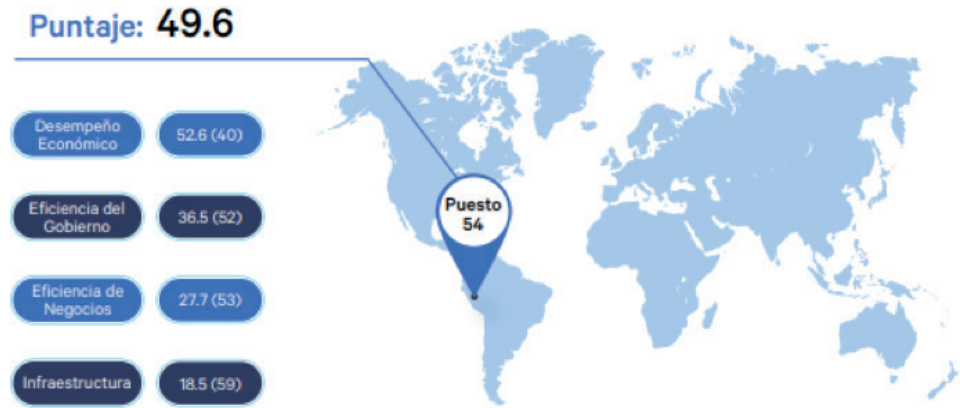 Puntaje: 49.6
Desempeño
Económico
52.6 (40)
Eficiencia del
Gobierno
36.5 (52)
Eficiencia de
Negocios
27.7 (53)
Infraestructura
18.5 (59)
Puesto
54